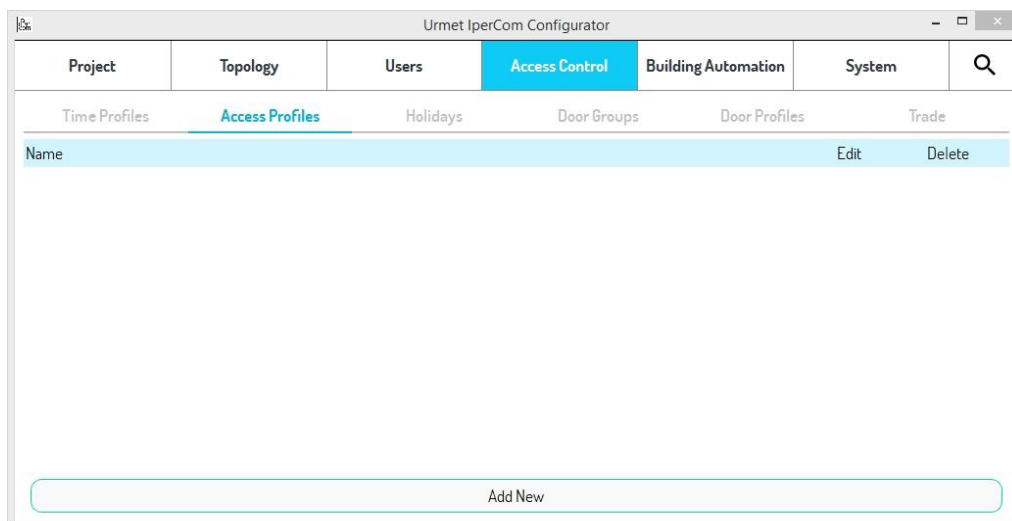 Urmet IperCom Configurator
Project Topology Users Access Control Building Automation System
Time Profiles Access Profiles Holidays Door Groups Door Profiles Trade
Name Edit Delete
Add New